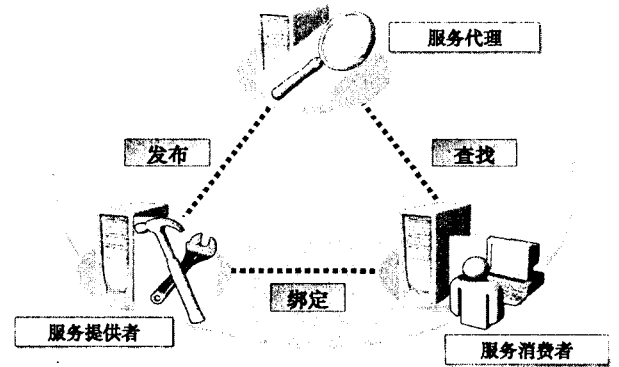 服务代理
发布
查找
绑定
服务提供者
服务消费者